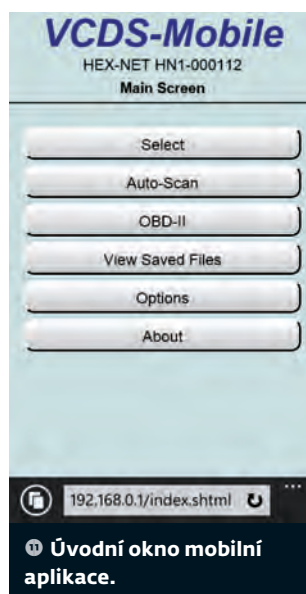 VCDS-Mobile
HEX-NET HN1-000112
Main Screen
Select
Auto-Scan
OBD-II
View Saved Files
Options
About
192.168.0.1/index.shtml
⓫ Úvodní okno mobilní
aplikace.